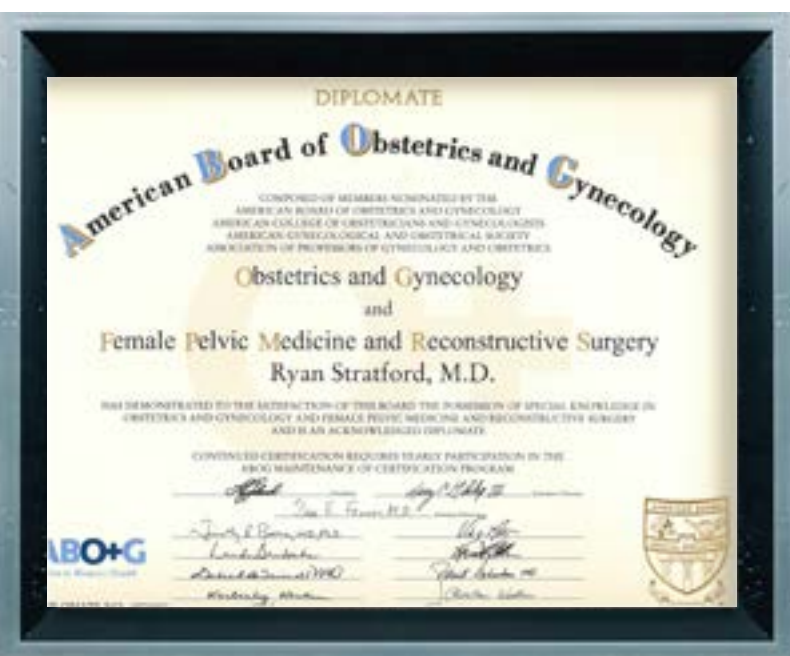 DIPLOMATE
American Board of Obstetrics and Gynecology
COMPOSED OF MEMBERS NOMINATED BY THE
AMERICAN BOARD OF OBSTETRICS AND GYNECOLOGY
AMERICAN COLLEGE OF OBSTETRICIANS AND GYNECOLOGISTS
AMERICAN GYNECOLOGICAL AND OBSTETRICAL SOCIETY
ASSOCIATION OF PROFESSORS OF GYNECOLOGY AND OBSTETRICS
Obstetrics and Gynecology
and
Female Pelvic Medicine and Reconstructive Surgery
Ryan Stratford, M.D.
HAS DEMONSTRATED TO THE SATISFACTION OF THIS BOARD THE POSSESSION OF SPECIAL KNOWLEDGE IN
OBSTETRICS AND GYNECOLOGY AND FEMALE PELVIC MEDICINE AND RECONSTRUCTIVE SURGERY
AND IS AN ACKNOWLEDGED DIPLOMATE
CONTINUED CERTIFICATION REQUIRES YEARLY PARTICIPATION IN THE
ABOG MAINTENANCE OF CERTIFICATION PROGRAM
ABO+G